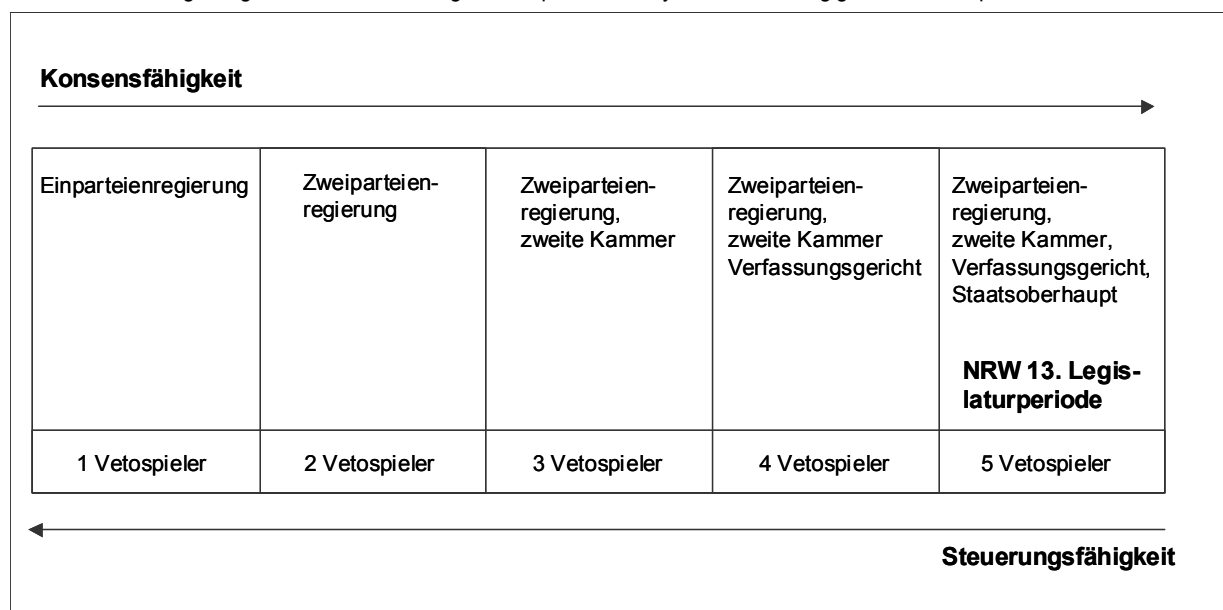 Konsensfähigkeit
Einparteienregierung
Zweiparteien-
regierung
Zweiparteien-
regierung,
zweite Kammer
Zweiparteien-
regierung,
zweite Kammer
Verfassungsgericht
Zweiparteien-
regierung,
zweite Kammer,
Verfassungsgericht,
Staatsoberhaupt
NRW 13. Legis-
laturperiode
1 Vetospieler
2 Vetospieler
3 Vetospieler
4 Vetospieler
5 Vetospieler
Steuerungsfähigkeit